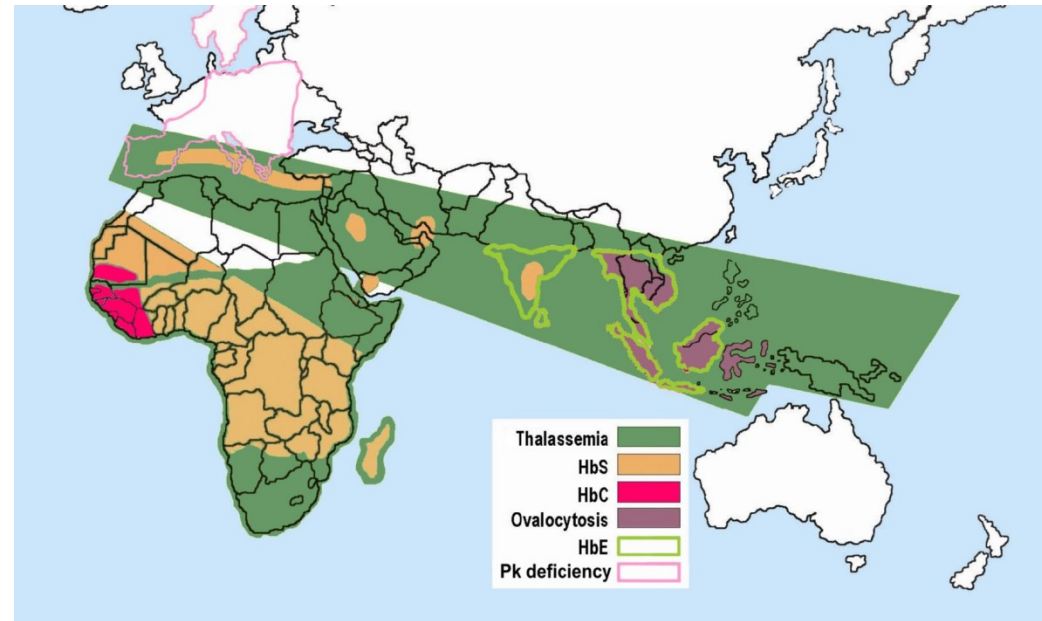 Thalassemia
HbS
HbC
Ovalocytosis
HbE
Pk deficiency